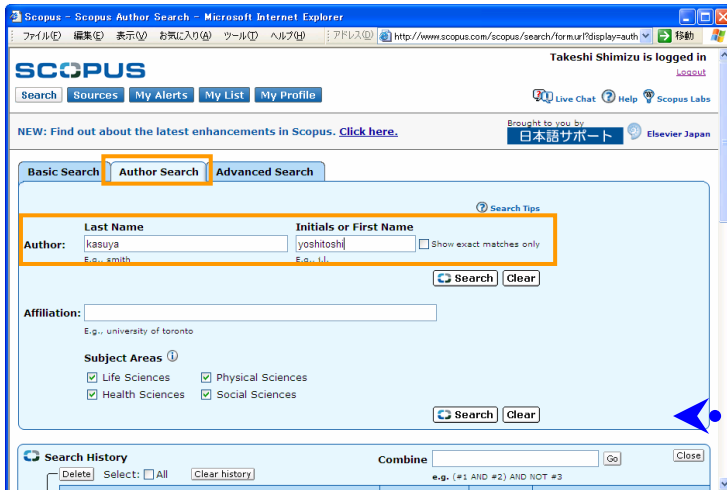 Scopus - Scopus Author Search - Microsoft Internet Explorer
ファイル(F) 編集(E) 表示(V) お気に入り(A) ツール(T) ヘルプ(H) アドレス(D) http://www.scopus.com/scopus/search/form.url?display=auth 移動
Takeshi Shimizu is logged in
SCOPUS
Logout
Search Sources My Alerts My List My Profile
Live Chat Help Scopus Labs
NEW: Find out about the latest enhancements in Scopus. Click here.
Brought to you by
日本語サポート Elsevier Japan
Basic Search Author Search Advanced Search
Search Tips
Last Name Initials or First Name
Author: kasuya yoshitoshi Show exact matches only
E.g., smith E.g., j.l.
Search Clear
Affiliation:
E.g., university of toronto
Subject Areas
Life Sciences Physical Sciences
Health Sciences Social Sciences
Search Clear
Search History Combine Go Close
Delete Select: All Clear history e.g. (#1 AND #2) AND NOT #3